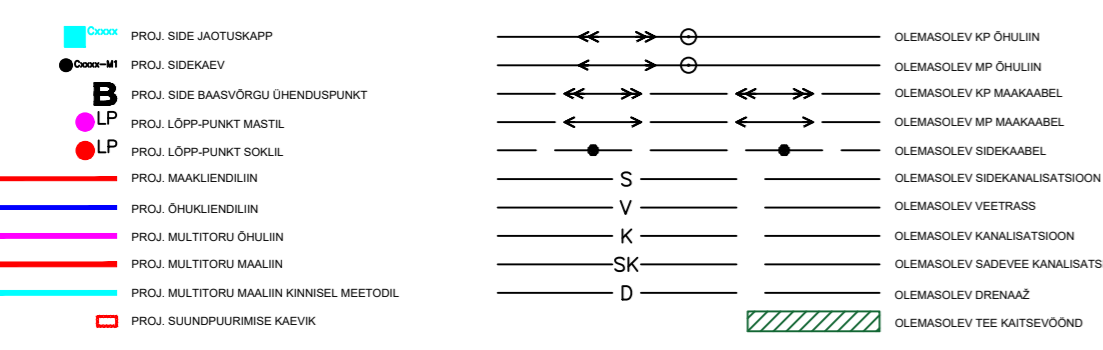 Cxxxx PROJ. SIDE JAOTUSKAPP
Cxxxx-M1 PROJ. SIDEKAEV
B PROJ. SIDE BAASVÕRGU ÜHENDUSPUNKT
LP PROJ. LÕPP-PUNKT MASTIL
LP PROJ. LÕPP-PUNKT SOKLIL
PROJ. MAAKLIENDILIIN
PROJ. ÕHUKLIENDILIIN
PROJ. MULTITORU ÕHULIIN
PROJ. MULTITORU MAALIIN
PROJ. MULTITORU MAALIIN KINNISEL MEETODIL
PROJ. SUUNDPUURIMISE KAEVIK
OLEMASOLEV KP ÕHULIIN
OLEMASOLEV MP ÕHULIIN
OLEMASOLEV KP MAAKAABEL
OLEMASOLEV MP MAAKAABEL
OLEMASOLEV SIDEKAABEL
S OLEMASOLEV SIDEKANALISATSIOON
V OLEMASOLEV VEETRASS
K OLEMASOLEV KANALISATSIOON
SK OLEMASOLEV SADEVEE KANALISATS
D OLEMASOLEV DRENAAŽ
OLEMASOLEV TEE KAITSEVÖÖND